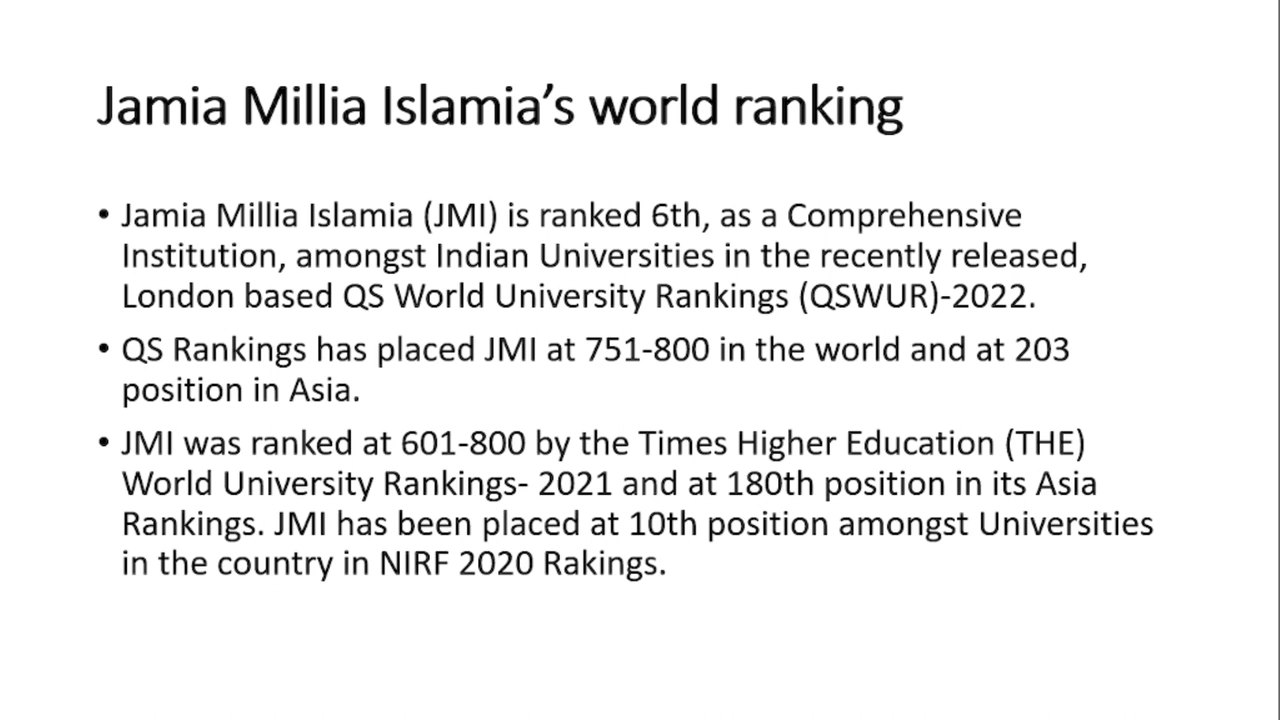 Jamia Millia Islamia’s world ranking
• Jamia Millia Islamia (JMI) is ranked 6th, as a Comprehensive
Institution, amongst Indian Universities in the recently released,
London based QS World University Rankings (QSWUR)-2022.
• QS Rankings has placed JMI at 751-800 in the world and at 203
position in Asia.
• JMI was ranked at 601-800 by the Times Higher Education (THE)
World University Rankings- 2021 and at 180th position in its Asia
Rankings. JMI has been placed at 10th position amongst Universities
in the country in NIRF 2020 Rakings.